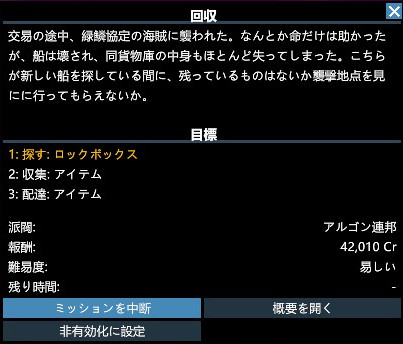 回収
交易の途中、緑鱗協定の海賊に襲われた。なんとか命だけは助かった
が、船は壊され、同貨物庫の中身もほとんど失ってしまった。こちら
が新しい船を探している間に、残っているものはないか襲撃地点を見
にに行ってもらえないか。
目標
1: 探す: ロックボックス
2: 収集: アイテム
3: 配達: アイテム
派閥: アルゴン連邦
報酬: 42,010 Cr
難易度: 易しい
残り時間: -
ミッションを中断 概要を開く
非有効化に設定